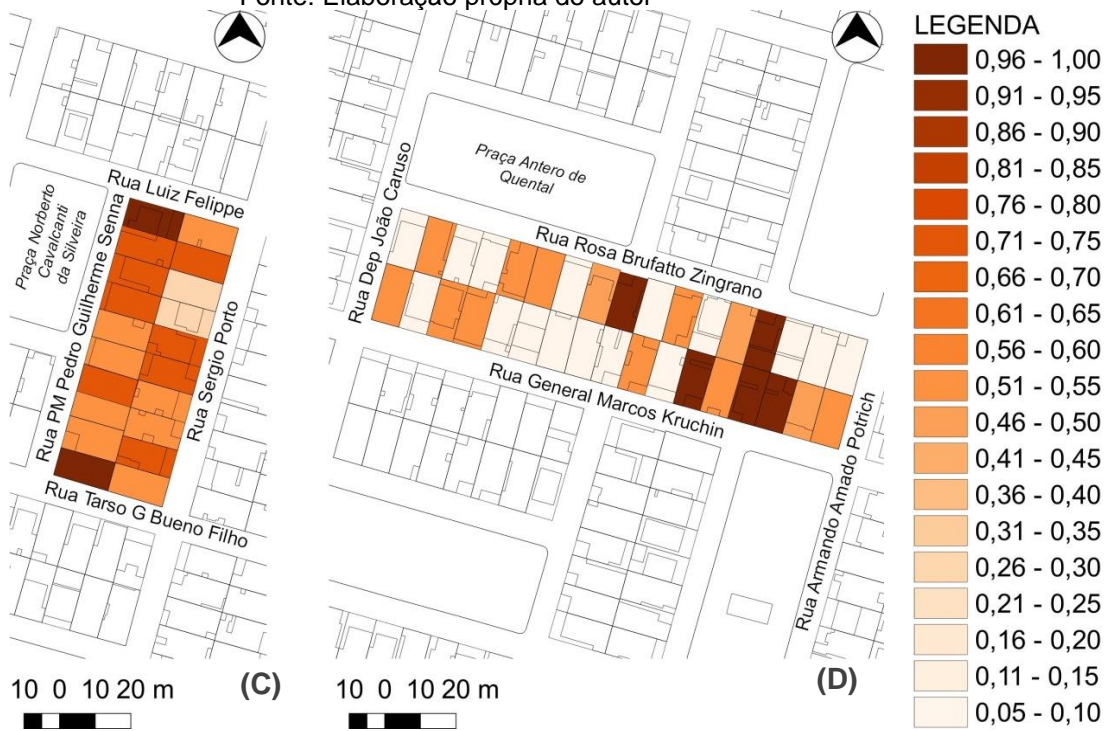 Fonte: Elaboração própria do autor
Rua Luiz Felippe
Praça Norberto
Cavalcanti
da Silveira
Rua PM Pedro Guilherme Senna
Rua Sergio Porto
Rua Tarso G Bueno Filho
10 0 10 20 m
(C)
Praça Antero de
Quental
Rua Dep João Caruso
Rua Rosa Brufatto Zingrano
Rua General Marcos Kruchin
Rua Armando Amado Potrich
10 0 10 20 m
(D)
LEGENDA
0,96 - 1,00
0,91 - 0,95
0,86 - 0,90
0,81 - 0,85
0,76 - 0,80
0,71 - 0,75
0,66 - 0,70
0,61 - 0,65
0,56 - 0,60
0,51 - 0,55
0,46 - 0,50
0,41 - 0,45
0,36 - 0,40
0,31 - 0,35
0,26 - 0,30
0,21 - 0,25
0,16 - 0,20
0,11 - 0,15
0,05 - 0,10